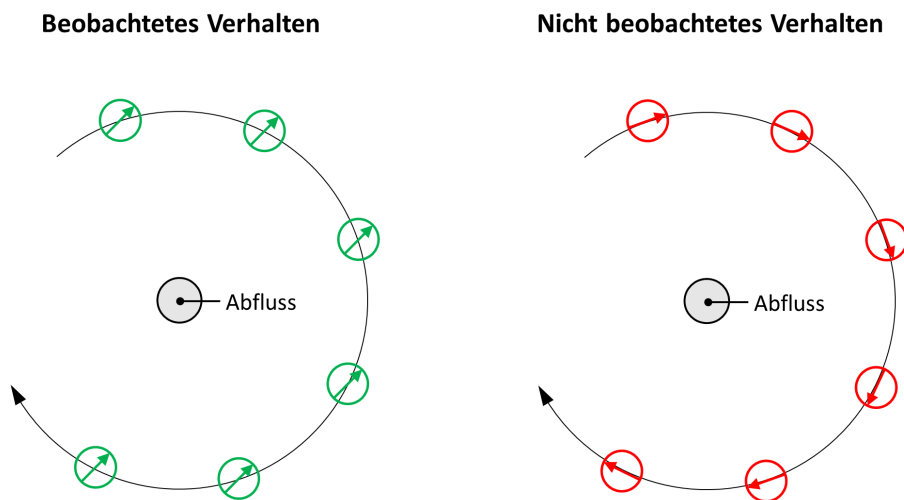 Beobachtetes Verhalten
Nicht beobachtetes Verhalten
Abfluss
Abfluss